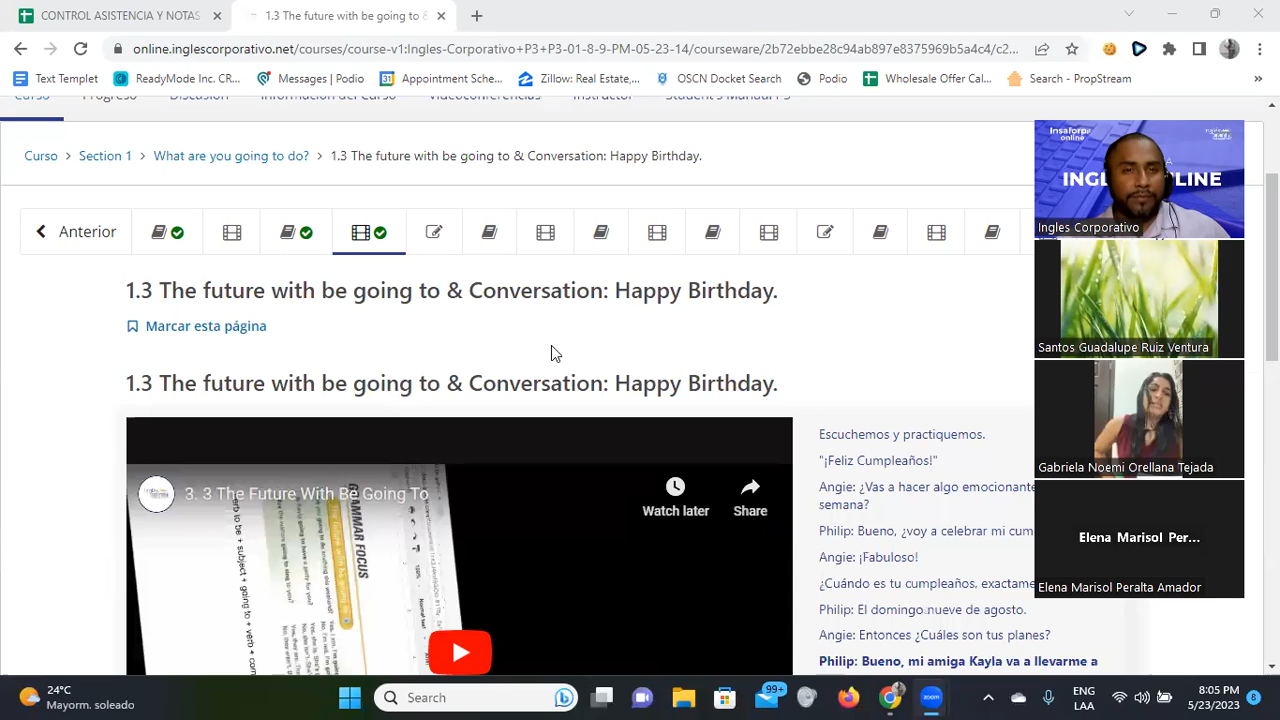 CONTROL ASISTENCIA Y NOTAS
1.3 The future with be going to &
online.inglescorporativo.net/courses/course-v1:Ingles-Corporativo+P3+P3-01-8-9-PM-05-23-14/courseware/2b72ebbe28c94ab897e8375969b5a4c4/c2...
Text Templet
ReadyMode Inc. CR...
Messages | Podio
Appointment Sche...
Zillow: Real Estate,...
OSCN Docket Search
Podio
Wholesale Offer Cal...
Search - PropStream
»
Curso Progreso Discusión Información del Curso Videoconferencias Instructor Student's Manual P3
Curso > Section 1 > What are you going to do? > 1.3 The future with be going to & Conversation: Happy Birthday.
Anterior
1.3 The future with be going to & Conversation: Happy Birthday.
Marcar esta página
1.3 The future with be going to & Conversation: Happy Birthday.
3. 3 The Future With Be Going To
Watch later
Share
GRAMMAR FOCUS
Escuchemos y practiquemos.
"¡Feliz Cumpleaños!"
Angie: ¿Vas a hacer algo emocionante
semana?
Philip: Bueno, ¿voy a celebrar mi cum
Angie: ¡Fabuloso!
¿Cuándo es tu cumpleaños, exactame
Philip: El domingo nueve de agosto.
Angie: Entonces ¿Cuáles son tus planes?
Philip: Bueno, mi amiga Kayla va a llevarme a
Insaforp
online
INGL
LINE
Ingles Corporativo
Santos Guadalupe Ruiz Ventura
Gabriela Noemi Orellana Tejada
Elena Marisol Per...
Elena Marisol Peralta Amador
24°C
Mayorm. soleado
Search
99+
ENG
LAA
8:05 PM
5/23/2023
8